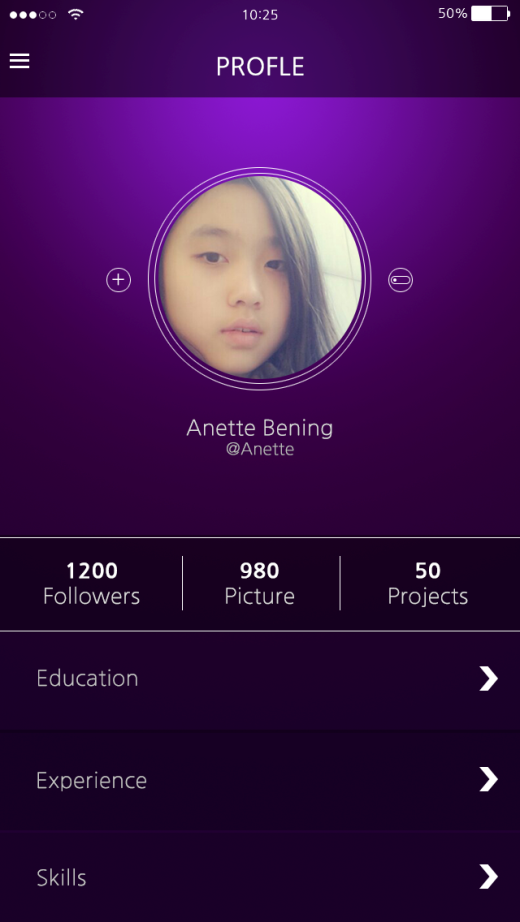 10:25
50%
PROFLE
Anette Bening
@Anette
1200
Followers
980
Picture
50
Projects
Education
Experience
Skills